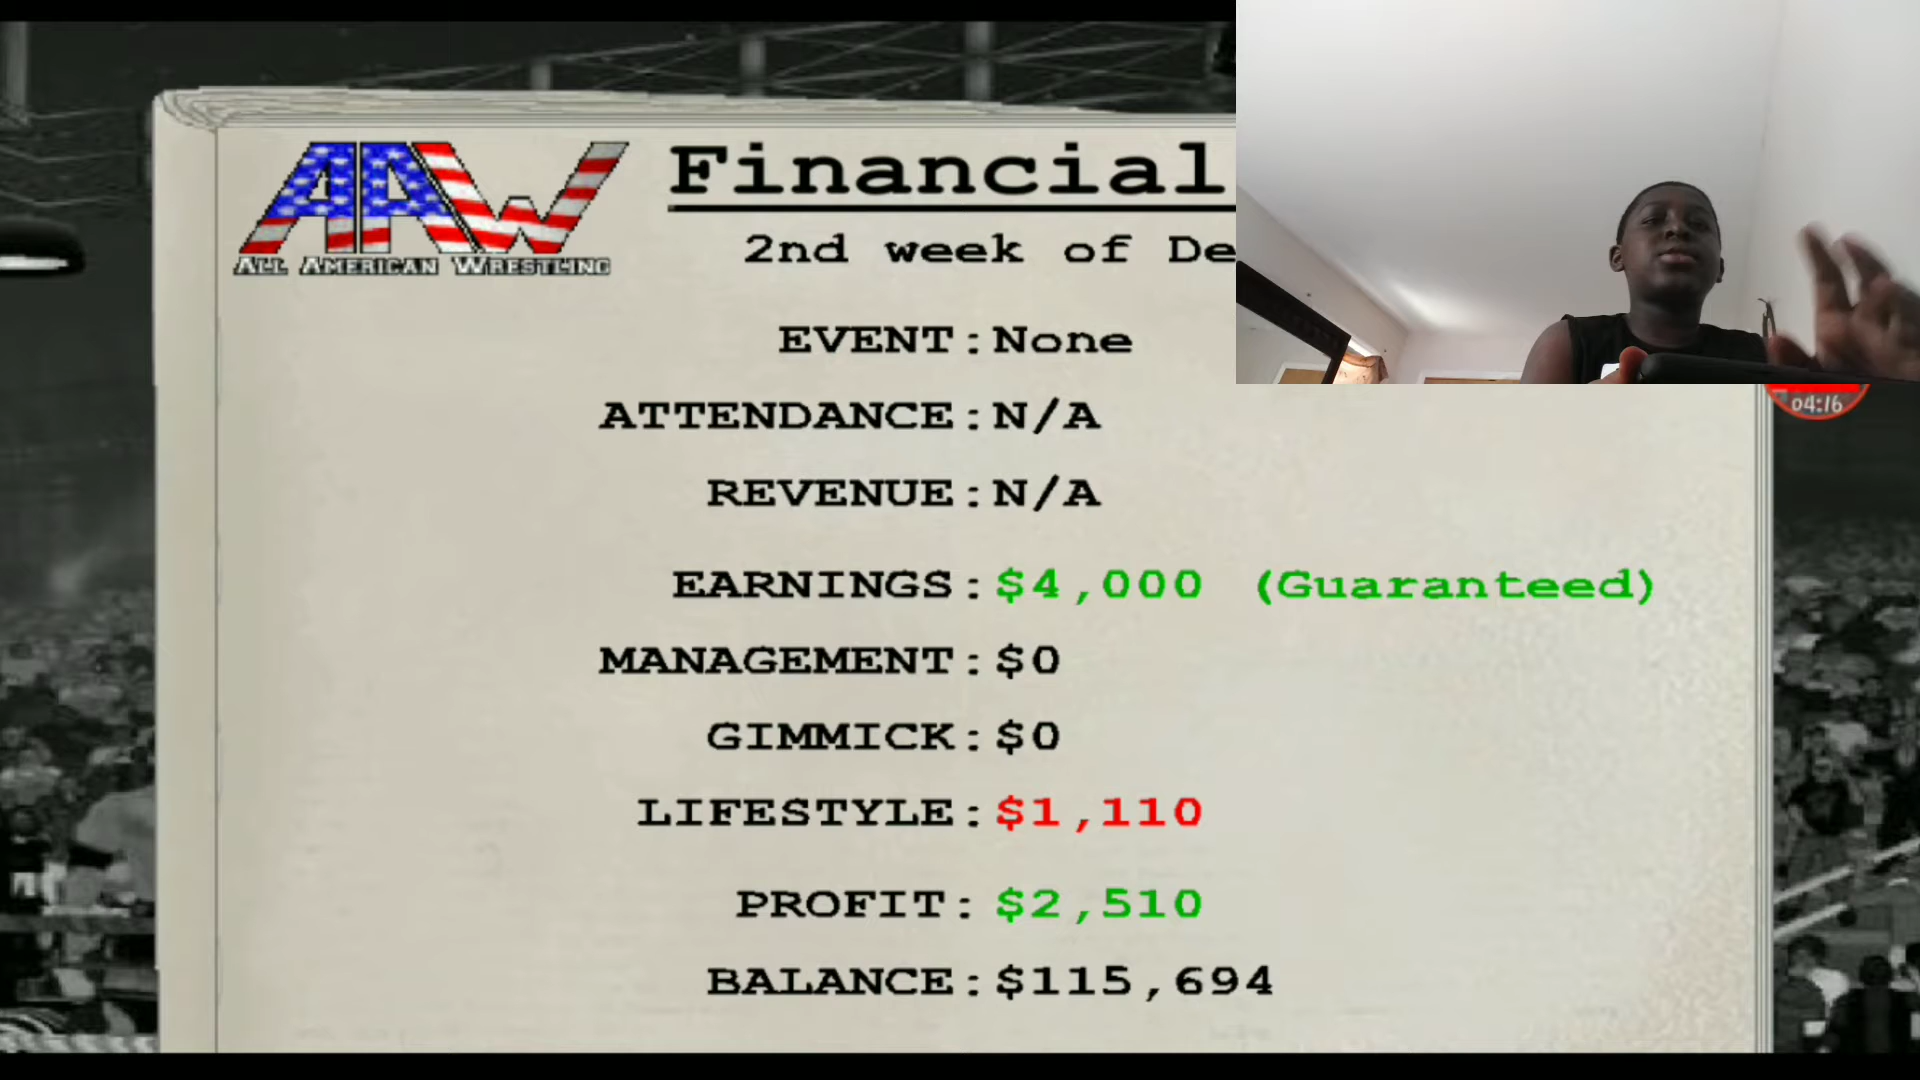 AAW
ALL AMERICAN WRESTLING
Financial
2nd week of De
EVENT: None
ATTENDANCE: N/A
REVENUE: N/A
EARNINGS: $4,000 (Guaranteed)
MANAGEMENT: $0
GIMMICK: $0
LIFESTYLE: $1,110
PROFIT: $2,510
BALANCE: $115,694
04:16